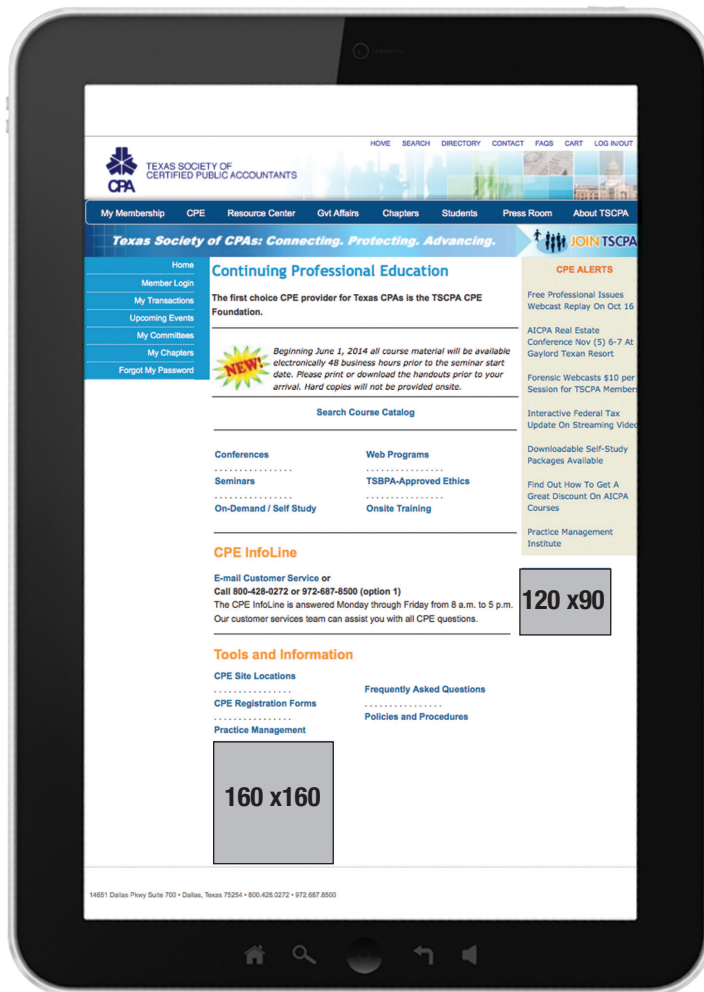 HOME SEARCH DIRECTORY CONTACT FAQS CART LOG IN/OUT
CPA
TEXAS SOCIETY OF
CERTIFIED PUBLIC ACCOUNTANTS
My Membership CPE Resource Center Gvt Affairs Chapters Students Press Room About TSCPA
Texas Society of CPAs: Connecting. Protecting. Advancing.
JOIN TSCPA
Home
Member Login
My Transactions
Upcoming Events
My Committees
My Chapters
Forgot My Password
Continuing Professional Education
The first choice CPE provider for Texas CPAs is the TSCPA CPE
Foundation.
NEW!
Beginning June 1, 2014 all course material will be available
electronically 48 business hours prior to the seminar start
date. Please print or download the handouts prior to your
arrival. Hard copies will not be provided onsite.
Search Course Catalog
Conferences
. . . . . . . . . . . . . . .
Seminars
. . . . . . . . . . . . . . .
On-Demand / Self Study
Web Programs
. . . . . . . . . . . . . . .
TSBPA-Approved Ethics
. . . . . . . . . . . . . . .
Onsite Training
CPE InfoLine
E-mail Customer Service or
Call 800-428-0272 or 972-687-8500 (option 1)
The CPE InfoLine is answered Monday through Friday from 8 a.m. to 5 p.m.
Our customer services team can assist you with all CPE questions.
Tools and Information
CPE Site Locations
. . . . . . . . . . . . . . .
CPE Registration Forms
. . . . . . . . . . . . . . .
Practice Management
Frequently Asked Questions
. . . . . . . . . . . . . . .
Policies and Procedures
160 x160
CPE ALERTS
Free Professional Issues
Webcast Replay On Oct 16
AICPA Real Estate
Conference Nov (5) 6-7 At
Gaylord Texan Resort
Forensic Webcasts $10 per
Session for TSCPA Members
Interactive Federal Tax
Update On Streaming Video
Downloadable Self-Study
Packages Available
Find Out How To Get A
Great Discount On AICPA
Courses
Practice Management
Institute
120 x90
14651 Dallas Pkwy Suite 700 • Dallas, Texas 75254 • 800.428.0272 • 972.687.8500